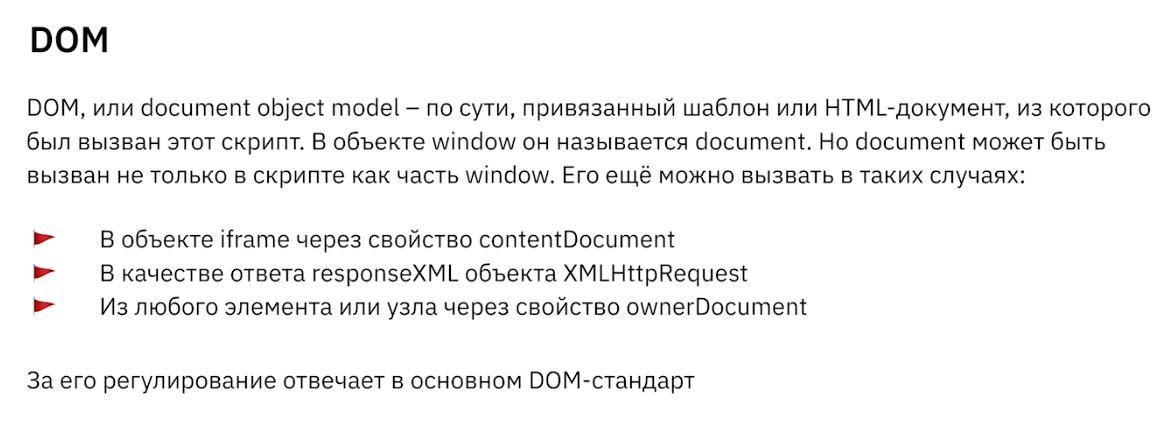 DOM
DOM, или document object model – по сути, привязанный шаблон или HTML-документ, из которого
был вызван этот скрипт. В объекте window он называется document. Но document может быть
вызван не только в скрипте как часть window. Его ещё можно вызвать в таких случаях:
В объекте iframe через свойство contentDocument
В качестве ответа responseXML объекта XMLHttpRequest
Из любого элемента или узла через свойство ownerDocument
За его регулирование отвечает в основном DOM-стандарт